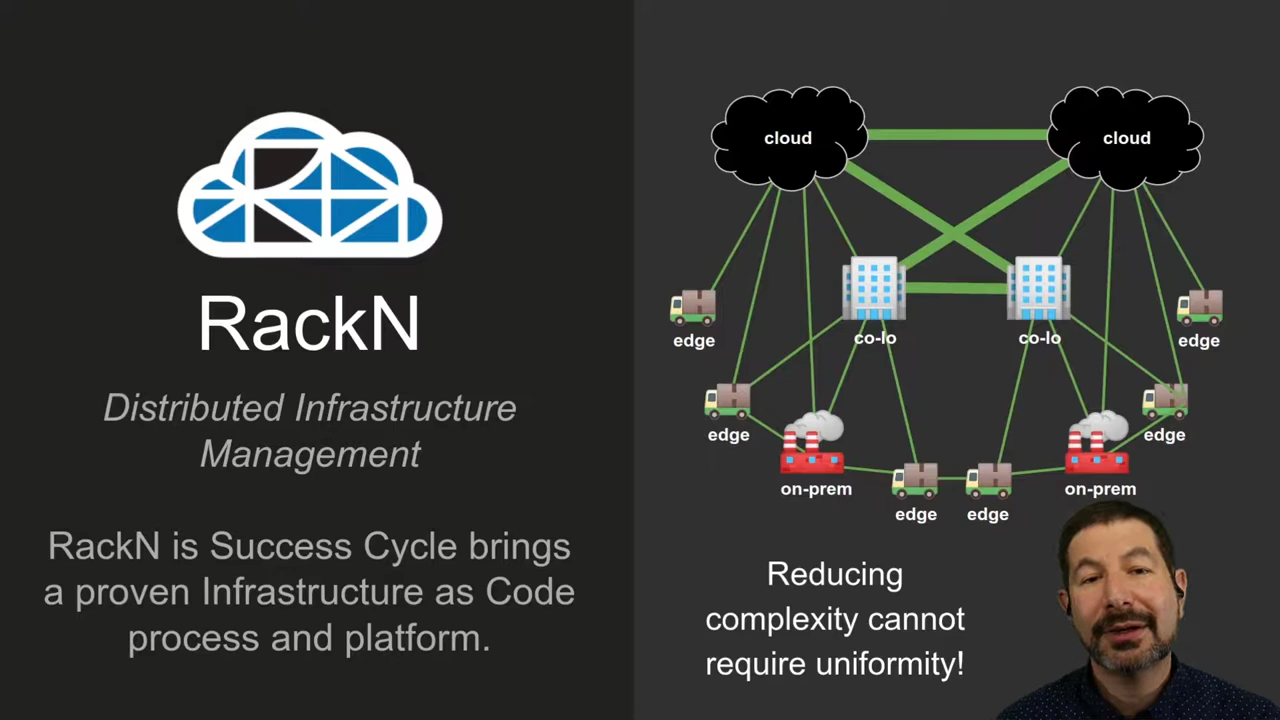 RackN
Distributed Infrastructure
Management
RackN is Success Cycle brings
a proven Infrastructure as Code
process and platform.
cloud
cloud
edge
co-lo
co-lo
edge
edge
edge
on-prem
on-prem
edge
edge
Reducing
complexity cannot
require uniformity!